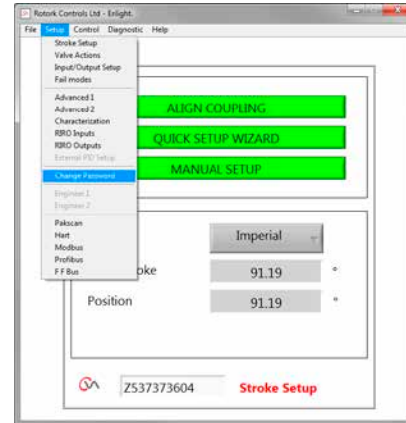 Rotork Controls Ltd - Enlight.
File Setup Control Diagnostic Help
Stroke Setup
Valve Actions
Input/Output Setup
Fail modes
Advanced 1
Advanced 2
Characterization
RIRO Inputs
RIRO Outputs
External PID Setup
Change Password
Engineer 1
Engineer 2
Pakscan
Hart
Modbus
Profibus
F F Bus
ALIGN COUPLING
QUICK SETUP WIZARD
MANUAL SETUP
Imperial
oke 91.19 °
Position 91.19 °
Z537373604 Stroke Setup